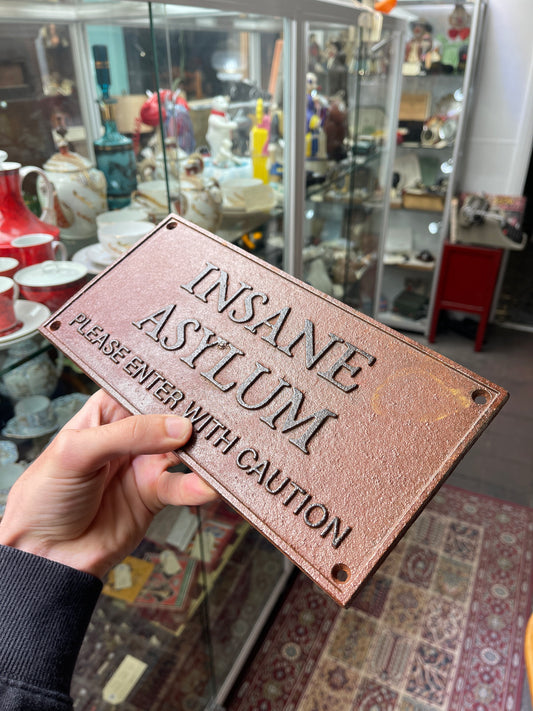 INSANE
ASYLUM
PLEASE ENTER WITH CAUTION